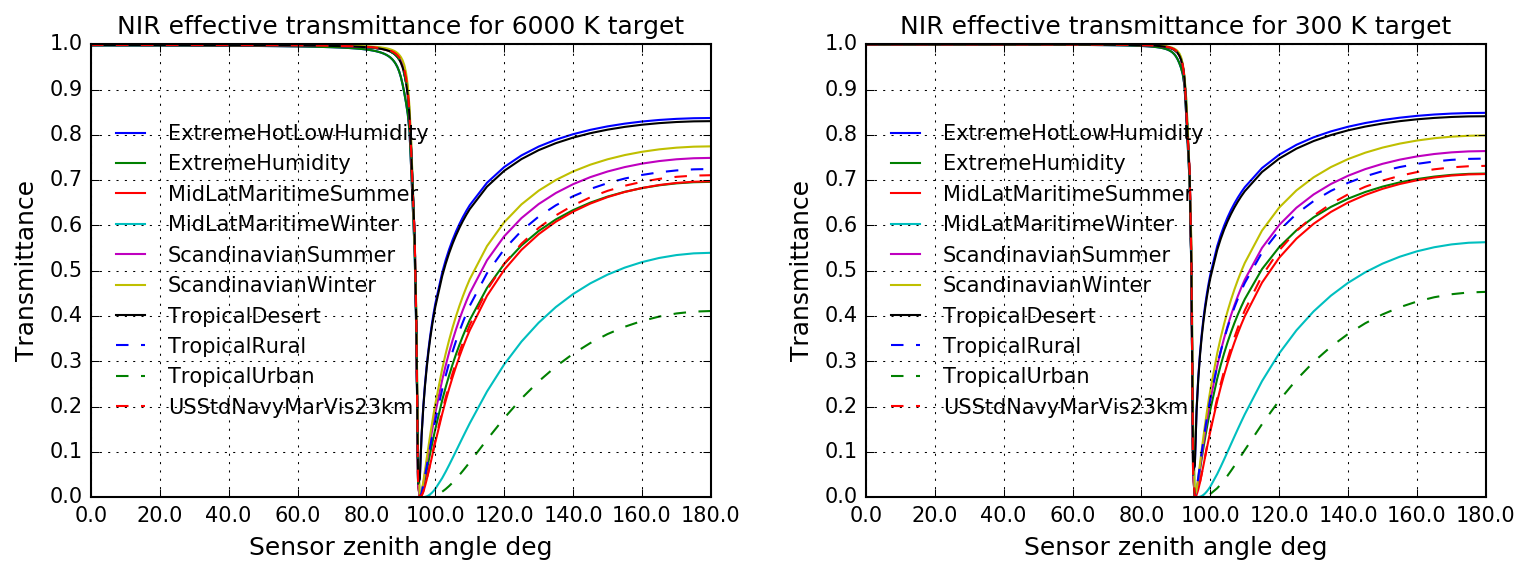 NIR effective transmittance for 6000 K target
1.0
0.9
0.8
0.7
0.6
0.5
0.4
0.3
0.2
0.1
0.0
Transmittance
ExtremeHotLowHumidity
ExtremeHumidity
MidLatMaritimeSummer
MidLatMaritimeWinter
ScandinavianSummer
ScandinavianWinter
TropicalDesert
TropicalRural
TropicalUrban
USStdNavyMarVis23km
0.0 20.0 40.0 60.0 80.0 100.0 120.0 140.0 160.0 180.0
Sensor zenith angle deg
NIR effective transmittance for 300 K target
1.0
0.9
0.8
0.7
0.6
0.5
0.4
0.3
0.2
0.1
0.0
Transmittance
ExtremeHotLowHumidity
ExtremeHumidity
MidLatMaritimeSummer
MidLatMaritimeWinter
ScandinavianSummer
ScandinavianWinter
TropicalDesert
TropicalRural
TropicalUrban
USStdNavyMarVis23km
0.0 20.0 40.0 60.0 80.0 100.0 120.0 140.0 160.0 180.0
Sensor zenith angle deg